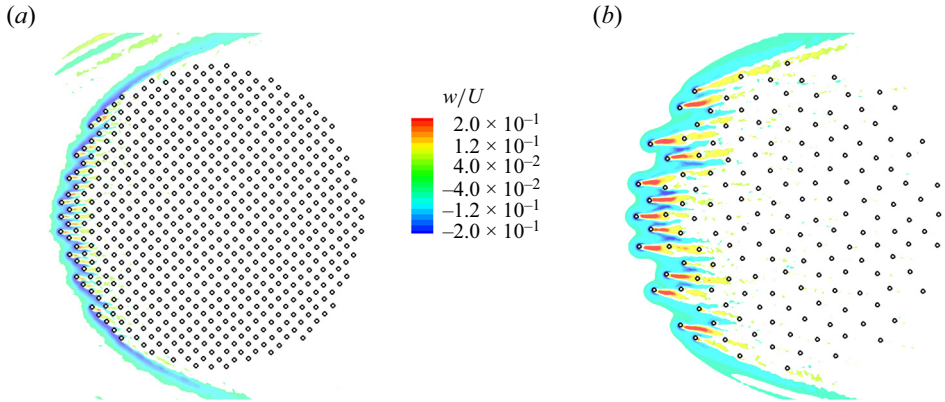 (a)
(b)
w/U
2.0 × 10⁻¹
1.2 × 10⁻¹
4.0 × 10⁻²
–4.0 × 10⁻²
–1.2 × 10⁻¹
–2.0 × 10⁻¹